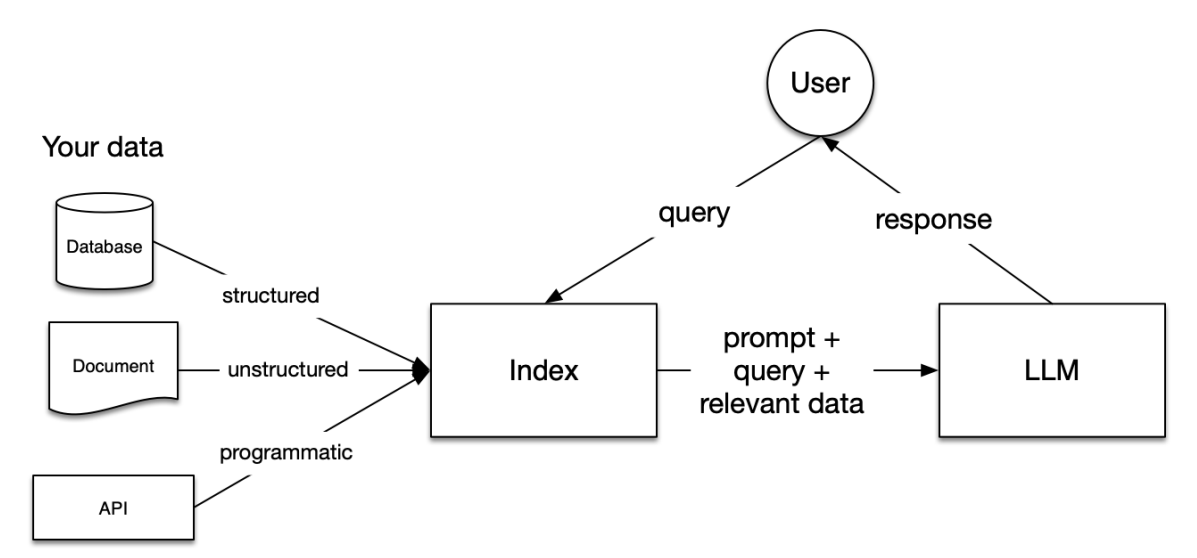 User
Your data
Database
query
response
structured
Document
unstructured
Index
prompt +
query +
relevant data
LLM
programmatic
API